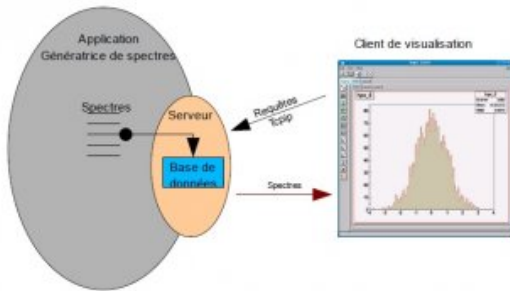 Application
Génératrice de spectres
Spectres
Serveur
Base de
données
Requêtes
Tcpip
Spectres
Client de visualisation